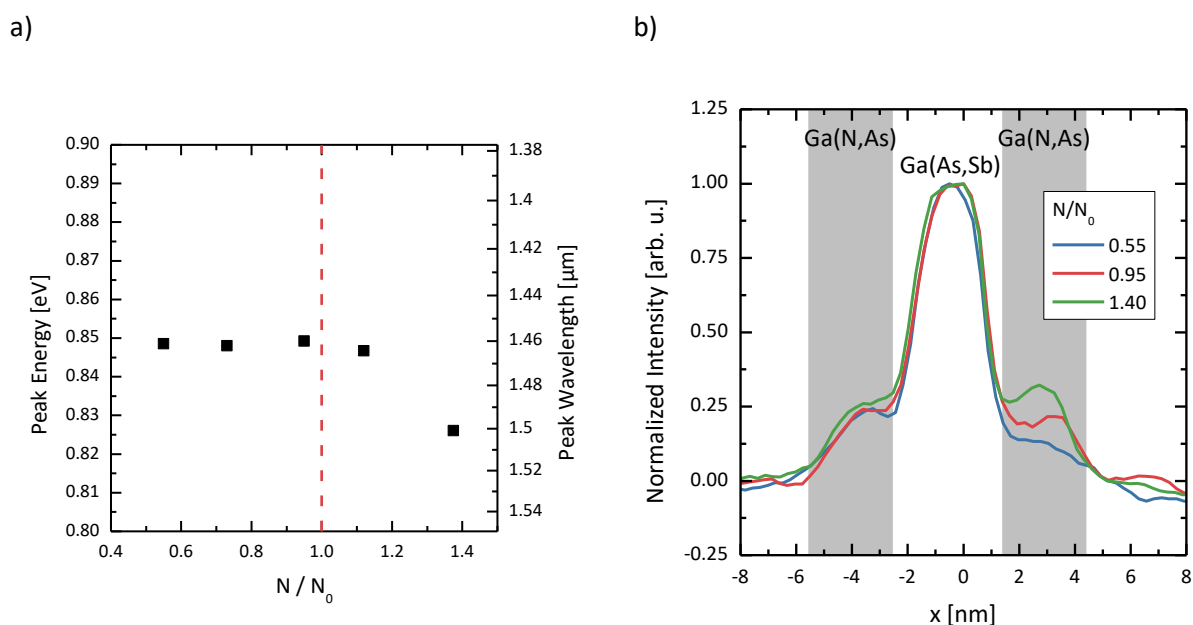 a)
0.90
0.89
0.88
0.87
0.86
0.85
0.84
0.83
0.82
0.81
0.80
Peak Energy [eV]
0.4 0.6 0.8 1.0 1.2 1.4
N / N0
1.38
1.4
1.42
1.44
1.46
1.48
1.5
1.52
1.54
Peak Wavelength [µm]
b)
1.25
1.00
0.75
0.50
0.25
0.00
-0.25
Normalized Intensity [arb. u.]
Ga(N,As)
Ga(As,Sb)
Ga(N,As)
N/N0
0.55
0.95
1.40
-8 -6 -4 -2 0 2 4 6 8
x [nm]